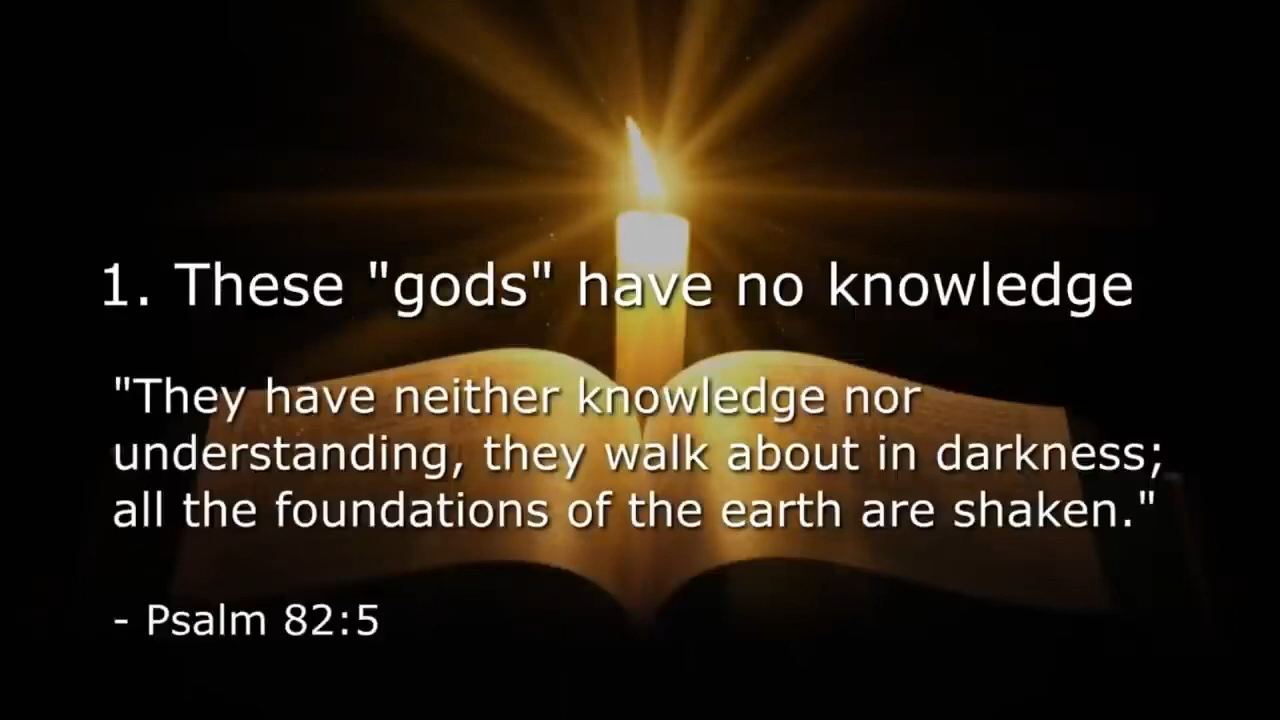 1. These "gods" have no knowledge
"They have neither knowledge nor
understanding, they walk about in darkness;
all the foundations of the earth are shaken."
- Psalm 82:5